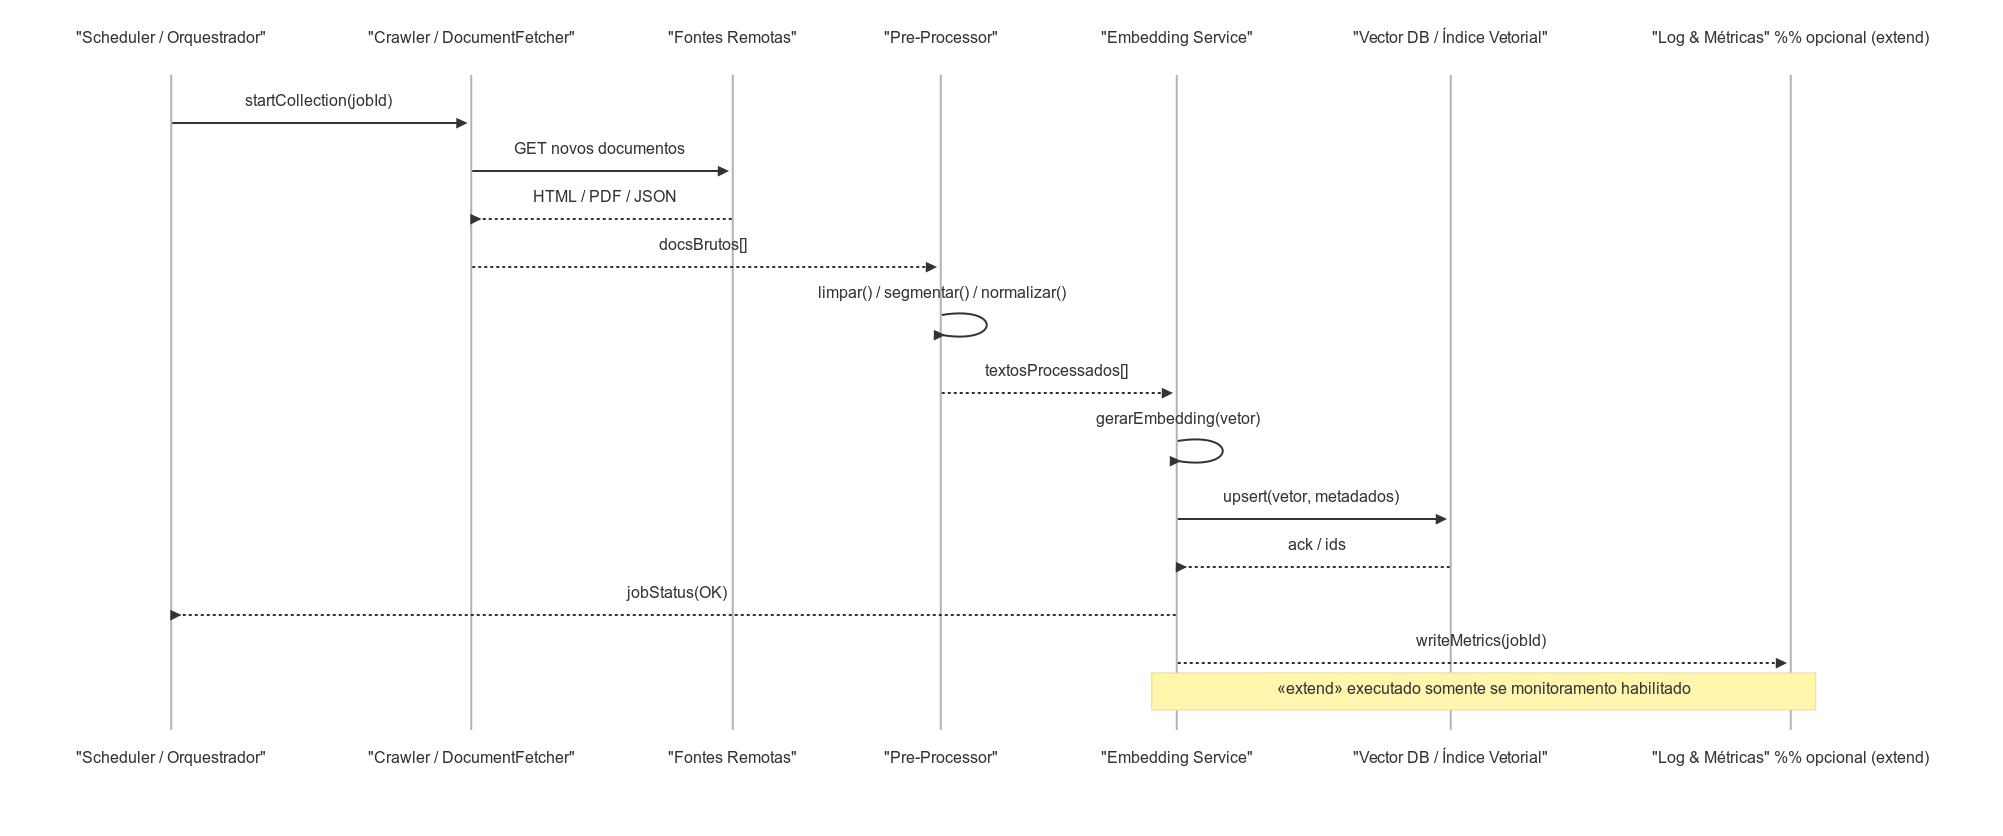 "Scheduler / Orquestrador"
"Crawler / DocumentFetcher"
"Fontes Remotas"
"Pre-Processor"
"Embedding Service"
"Vector DB / Índice Vetorial"
"Log & Métricas" %% opcional (extend)
startCollection(jobId)
GET novos documentos
HTML / PDF / JSON
docsBrutos[]
limpar() / segmentar() / normalizar()
textosProcessados[]
gerarEmbedding(vetor)
upsert(vetor, metadados)
ack / ids
jobStatus(OK)
writeMetrics(jobId)
«extend» executado somente se monitoramento habilitado
"Scheduler / Orquestrador"
"Crawler / DocumentFetcher"
"Fontes Remotas"
"Pre-Processor"
"Embedding Service"
"Vector DB / Índice Vetorial"
"Log & Métricas" %% opcional (extend)